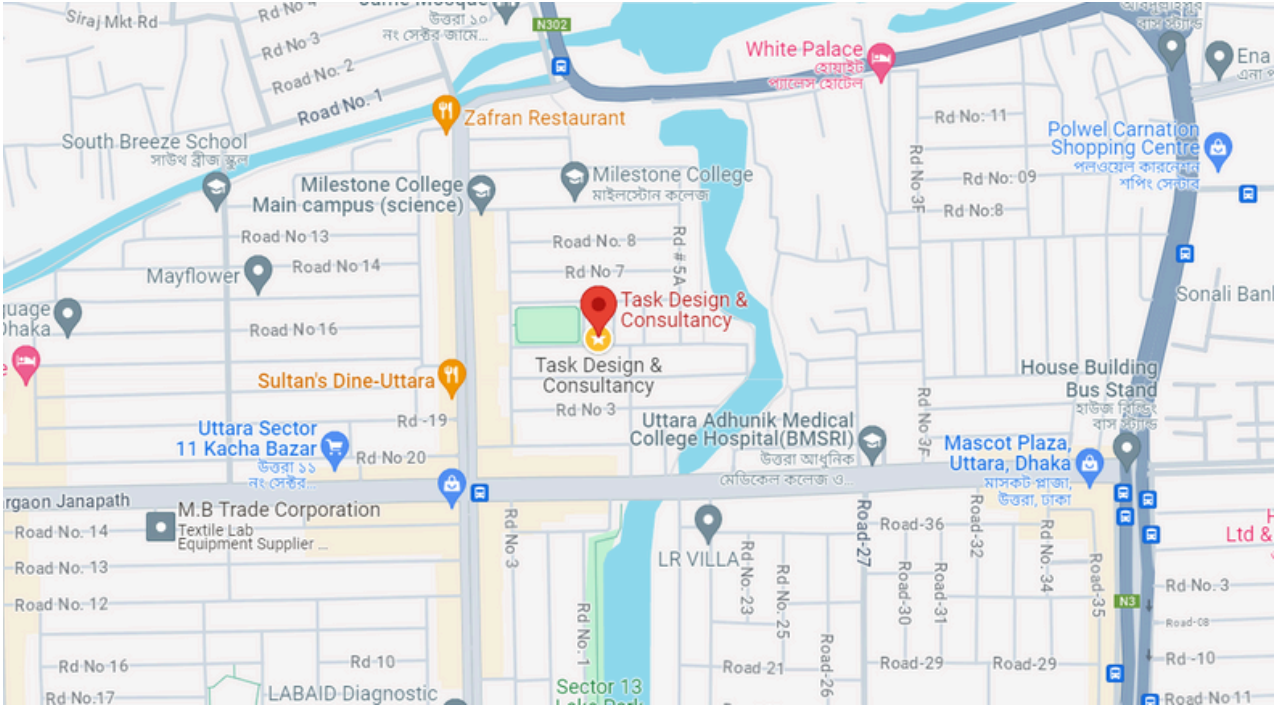 Siraj Mkt Rd
Rd No 3
Road No. 2
Road No. 1
উত্তরা ১০
নং সেক্টর জামে...
N302
White Palace
হোয়াইট
প্যালেস হোটেল
বাস স্ট্যান্ড
Ena
Zafran Restaurant
South Breeze School
সাউথ ব্রীজ স্কুল
Milestone College
Main campus (science)
Milestone College
মাইলস্টোন কলেজ
Rd No: 11
Rd No: 09
Rd No:8
Rd No 3F
Polwel Carnation
Shopping Centre
পলওয়েল কারনেশন
শপিং সেন্টার
Road No 13
Road No 14
Mayflower
Road No 16
Road No. 8
Rd No 7
Rd # 5A
Task Design &
Consultancy
Task Design &
Consultancy
Sonali Bank
Sultan's Dine-Uttara
Rd -19
Rd No 3
House Building
Bus Stand
হাউজ বিল্ডিং
বাস স্ট্যান্ড
Uttara Sector
11 Kacha Bazar
উত্তরা ১১
নং সেক্টর...
Rd No 20
Uttara Adhunik Medical
College Hospital(BMSRI)
উত্তরা আধুনিক
মেডিকেল কলেজ ও...
Rd No 3F
Mascot Plaza,
Uttara, Dhaka
মাসকট প্লাজা,
উত্তরা, ঢাকা
Janapath
M.B Trade Corporation
Textile Lab
Equipment Supplier ...
Road No. 14
Road No. 13
Road No. 12
Rd No 3
Rd No. 1
LR VILLA
Rd No. 23
Rd No. 25
Rd No. 26
Road-27
Road-36
Road-30
Road-31
Road-32
Rd No. 34
Road-35
Ltd &
N3
Rd No. 3
Road-08
Rd -10
Road No 11
Rd No 16
Rd No.17
Rd 10
LABAID Diagnostic
Sector 13
Lake Park
Road 21
Road-29
Road-29